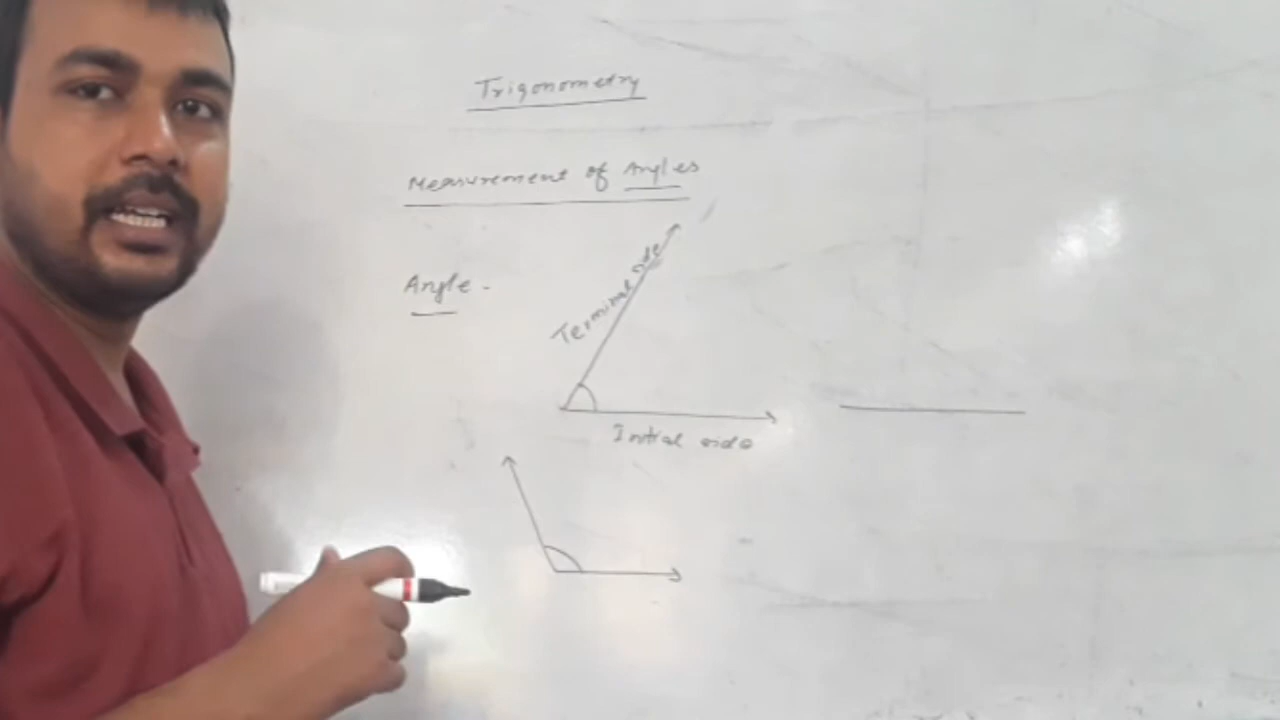 Trigonometry
Measurement of Angles
Angle -
Terminal side
Initial side